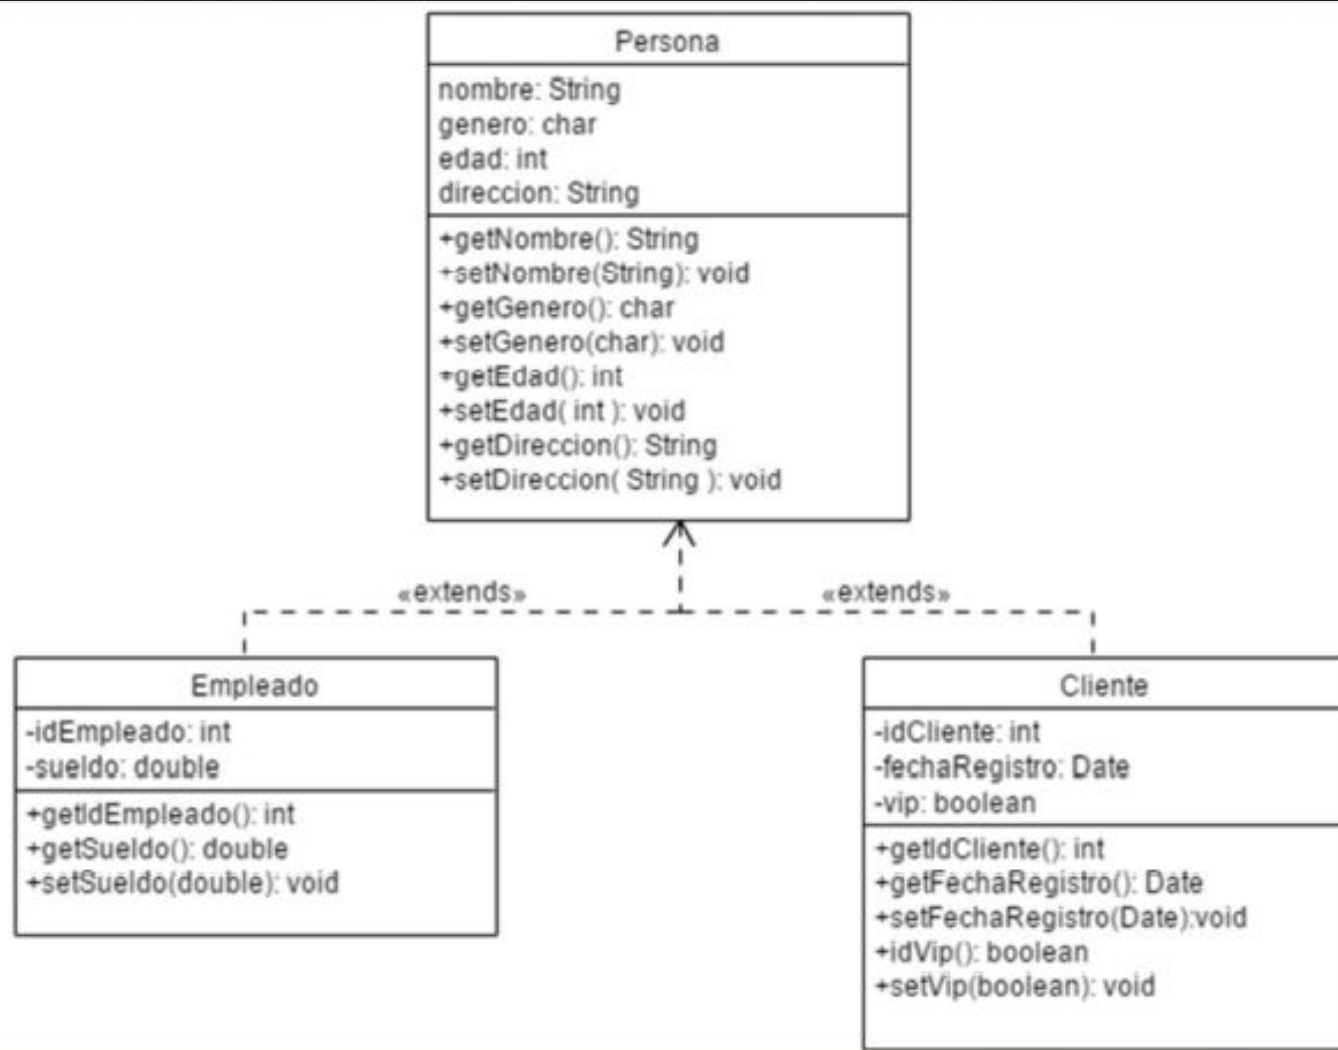 Persona
nombre: String
genero: char
edad: int
direccion: String
+getNombre(): String
+setNombre(String): void
+getGenero(): char
+setGenero(char): void
+getEdad(): int
+setEdad( int ): void
+getDireccion(): String
+setDireccion( String ): void
«extends»
«extends»
Empleado
-idEmpleado: int
-sueldo: double
+getIdEmpleado(): int
+getSueldo(): double
+setSueldo(double): void
Cliente
-idCliente: int
-fechaRegistro: Date
-vip: boolean
+getIdCliente(): int
+getFechaRegistro(): Date
+setFechaRegistro(Date):void
+idVip(): boolean
+setVip(boolean): void